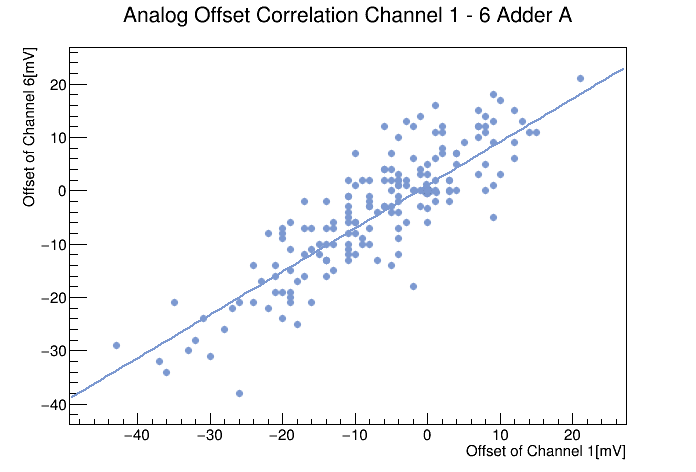 Analog Offset Correlation Channel 1 - 6 Adder A
Offset of Channel 6[mV]
20
10
0
−10
−20
−30
−40
−40 −30 −20 −10 0 10 20
Offset of Channel 1[mV]